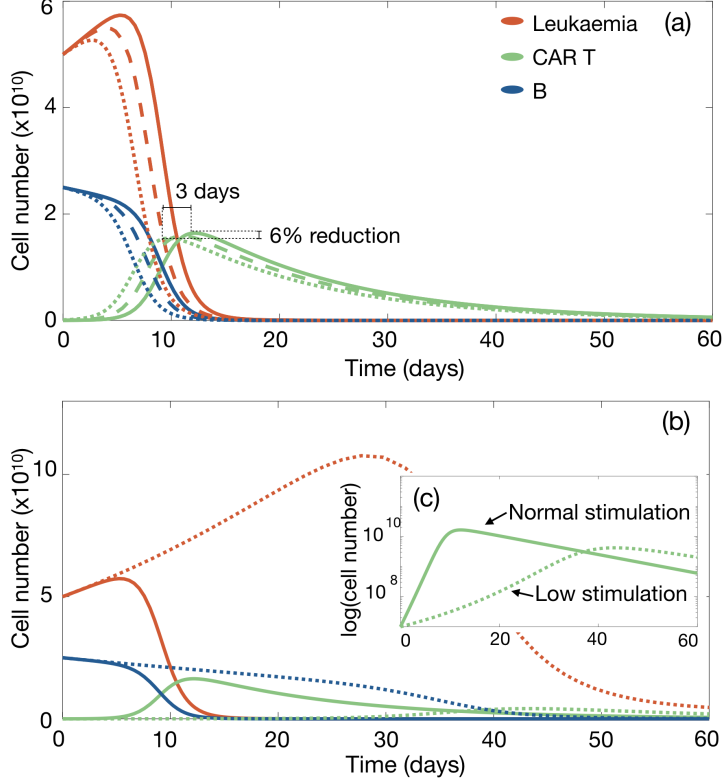 6
Leukaemia
(a)
CAR T
B
4
Cell number (x10¹⁰)
3 days
2
6% reduction
0
0 10 20 30 40 50 60
Time (days)
(b)
10
Cell number (x10¹⁰)
(c)
Normal stimulation
10¹⁰
log(cell number)
10⁸
Low stimulation
5
0 20 40 60
0
0 10 20 30 40 50 60
Time (days)